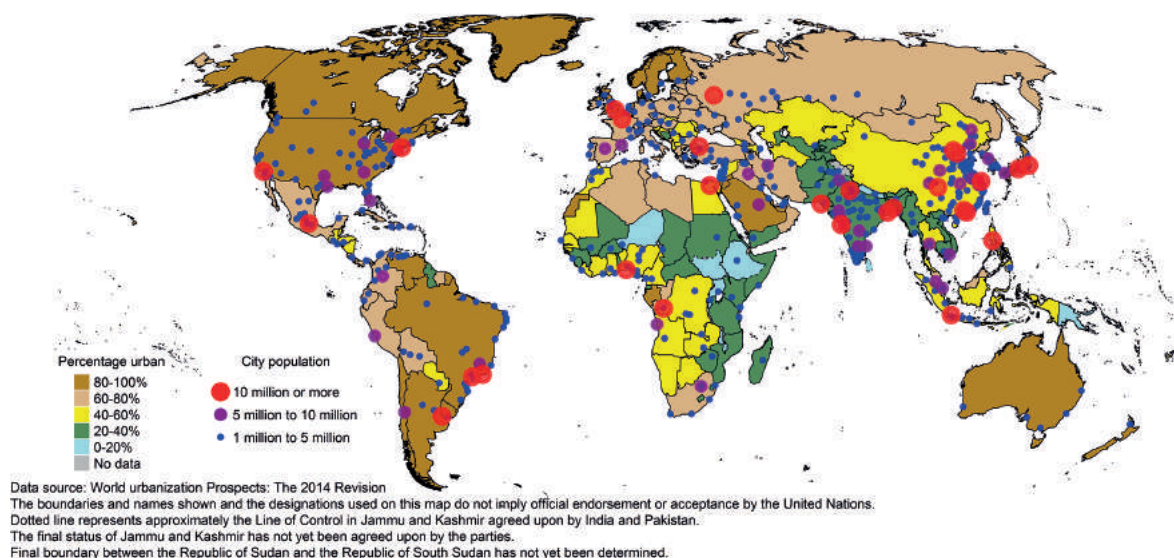 Percentage urban
80-100%
60-80%
40-60%
20-40%
0-20%
No data
City population
10 million or more
5 million to 10 million
1 million to 5 million
Data source: World urbanization Prospects: The 2014 Revision
The boundaries and names shown and the designations used on this map do not imply official endorsement or acceptance by the United Nations.
Dotted line represents approximately the Line of Control in Jammu and Kashmir agreed upon by India and Pakistan.
The final status of Jammu and Kashmir has not yet been agreed upon by the parties.
Final boundary between the Republic of Sudan and the Republic of South Sudan has not yet been determined.